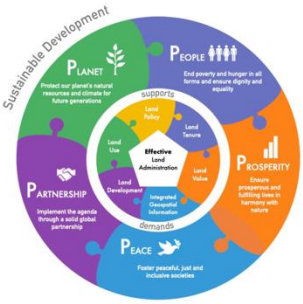 Sustainable Development
PLANET
Protect our planet's natural
resources and climate for
future generations
PEOPLE
End poverty and hunger in all
forms and ensure dignity and
equality
supports
Land
Policy
Land
Tenure
Land
Use
Effective
Land
Administration
Land
Value
Land
Development
Integrated
Geospatial
Information
demands
PROSPERITY
Ensure
prosperous and
fulfilling lives in
harmony with
nature
PARTNERSHIP
Implement the agenda
through a solid global
partnership
PEACE
Foster peaceful, just and
inclusive societies